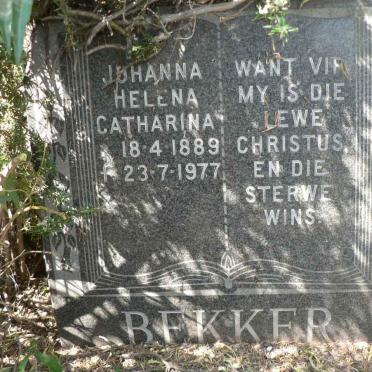 JOHANNA
HELENA
CATHARINA
18·4·1889
† 23·7·1977
WANT VIR
MY IS DIE
LEWE
CHRISTUS
EN DIE
STERWE
WINS
BEKKER